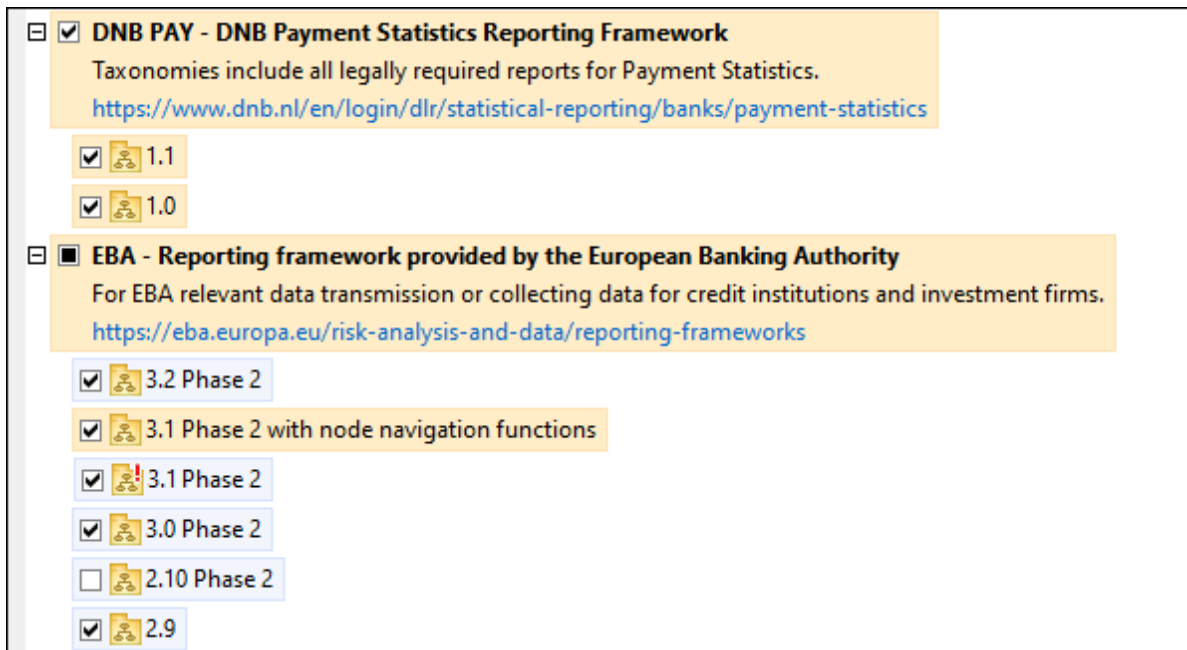 DNB PAY - DNB Payment Statistics Reporting Framework
Taxonomies include all legally required reports for Payment Statistics.
https://www.dnb.nl/en/login/dlr/statistical-reporting/banks/payment-statistics
1.1
1.0
EBA - Reporting framework provided by the European Banking Authority
For EBA relevant data transmission or collecting data for credit institutions and investment firms.
https://eba.europa.eu/risk-analysis-and-data/reporting-frameworks
3.2 Phase 2
3.1 Phase 2 with node navigation functions
3.1 Phase 2
3.0 Phase 2
2.10 Phase 2
2.9